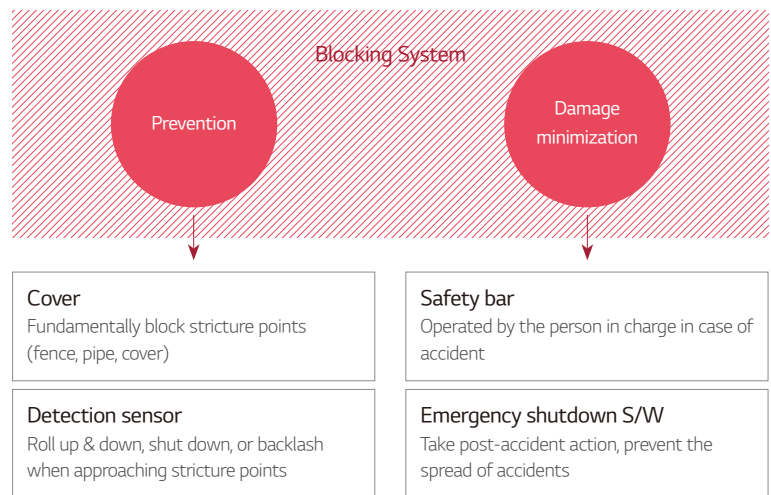 Blocking System
Prevention
Damage
minimization
Cover
Fundamentally block stricture points
(fence, pipe, cover)
Safety bar
Operated by the person in charge in case of
accident
Detection sensor
Roll up & down, shut down, or backlash
when approaching stricture points
Emergency shutdown S/W
Take post-accident action, prevent the
spread of accidents